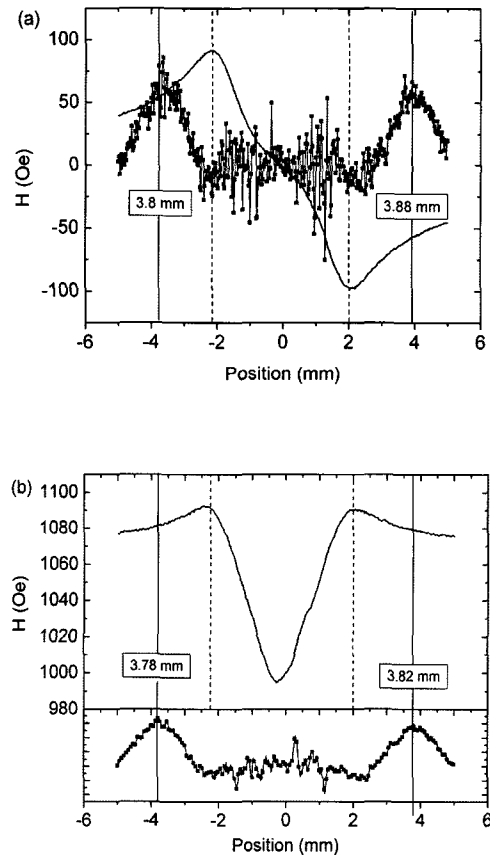 (a)
100
50
0
-50
-100
H (Oe)
3.8 mm
3.88 mm
-6 -4 -2 0 2 4 6
Position (mm)
(b)
1100
1080
1060
1040
1020
1000
980
H (Oe)
3.78 mm
3.82 mm
-6 -4 -2 0 2 4 6
Position (mm)